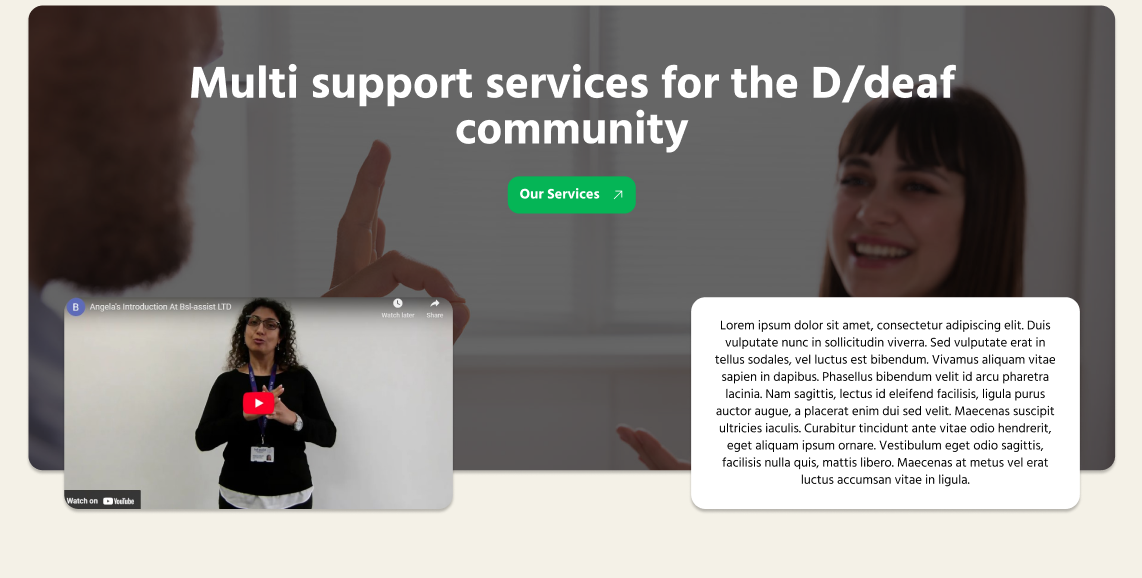 Multi support services for the D/deaf
community
Our Services
B Angela's Introduction At Bsl-assist LTD
Watch later Share
Watch on YouTube
Lorem ipsum dolor sit amet, consectetur adipiscing elit. Duis
vulputate nunc in sollicitudin viverra. Sed vulputate erat in
tellus sodales, vel luctus est bibendum. Vivamus aliquam vitae
sapien in dapibus. Phasellus bibendum velit id arcu pharetra
lacinia. Nam sagittis, lectus id eleifend facilisis, ligula purus
auctor augue, a placerat enim dui sed velit. Maecenas suscipit
ultricies iaculis. Curabitur tincidunt ante vitae odio hendrerit,
eget aliquam ipsum ornare. Vestibulum eget odio sagittis,
facilisis nulla quis, mattis libero. Maecenas at metus vel erat
luctus accumsan vitae in ligula.